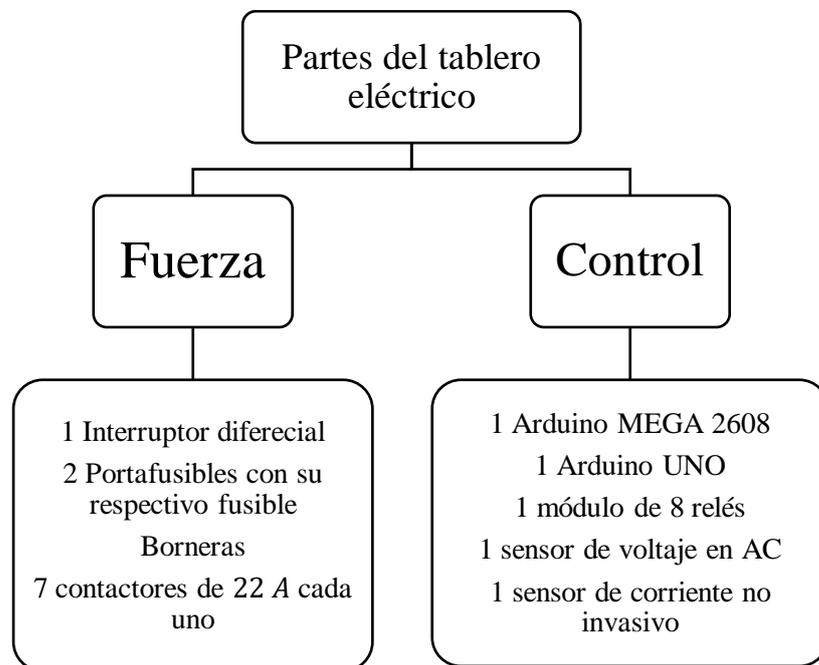 Partes del tablero
eléctrico
Fuerza
Control
1 Interruptor diferecial
2 Portafusibles con su
respectivo fusible
Borneras
7 contactores de 22 A cada
uno
1 Arduino MEGA 2608
1 Arduino UNO
1 módulo de 8 relés
1 sensor de voltaje en AC
1 sensor de corriente no
invasivo